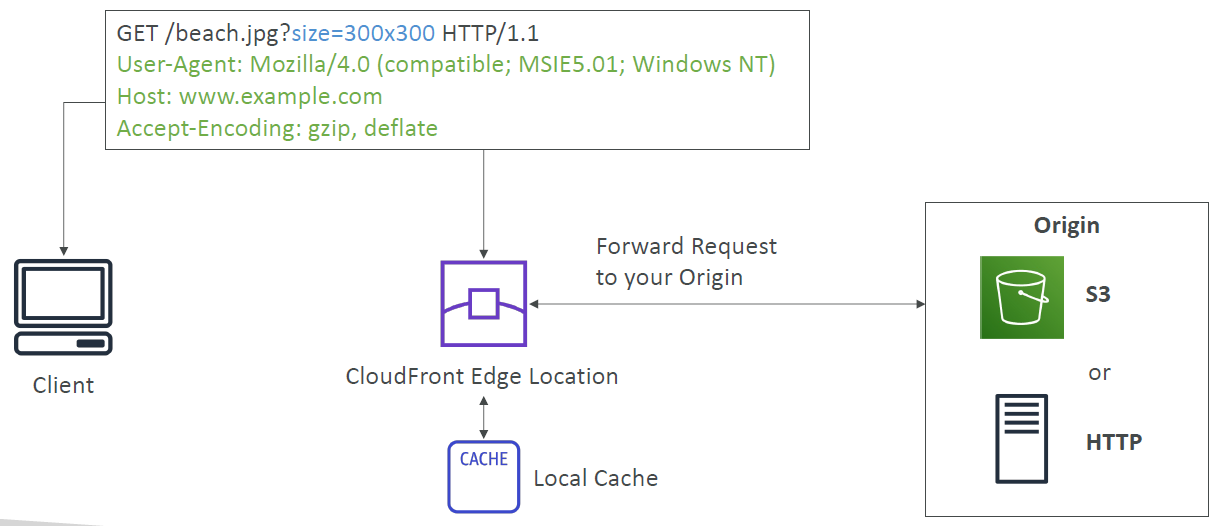 GET /beach.jpg?size=300x300 HTTP/1.1
User-Agent: Mozilla/4.0 (compatible; MSIE5.01; Windows NT)
Host: www.example.com
Accept-Encoding: gzip, deflate
Client
CloudFront Edge Location
CACHE
Local Cache
Forward Request
to your Origin
Origin
S3
or
HTTP